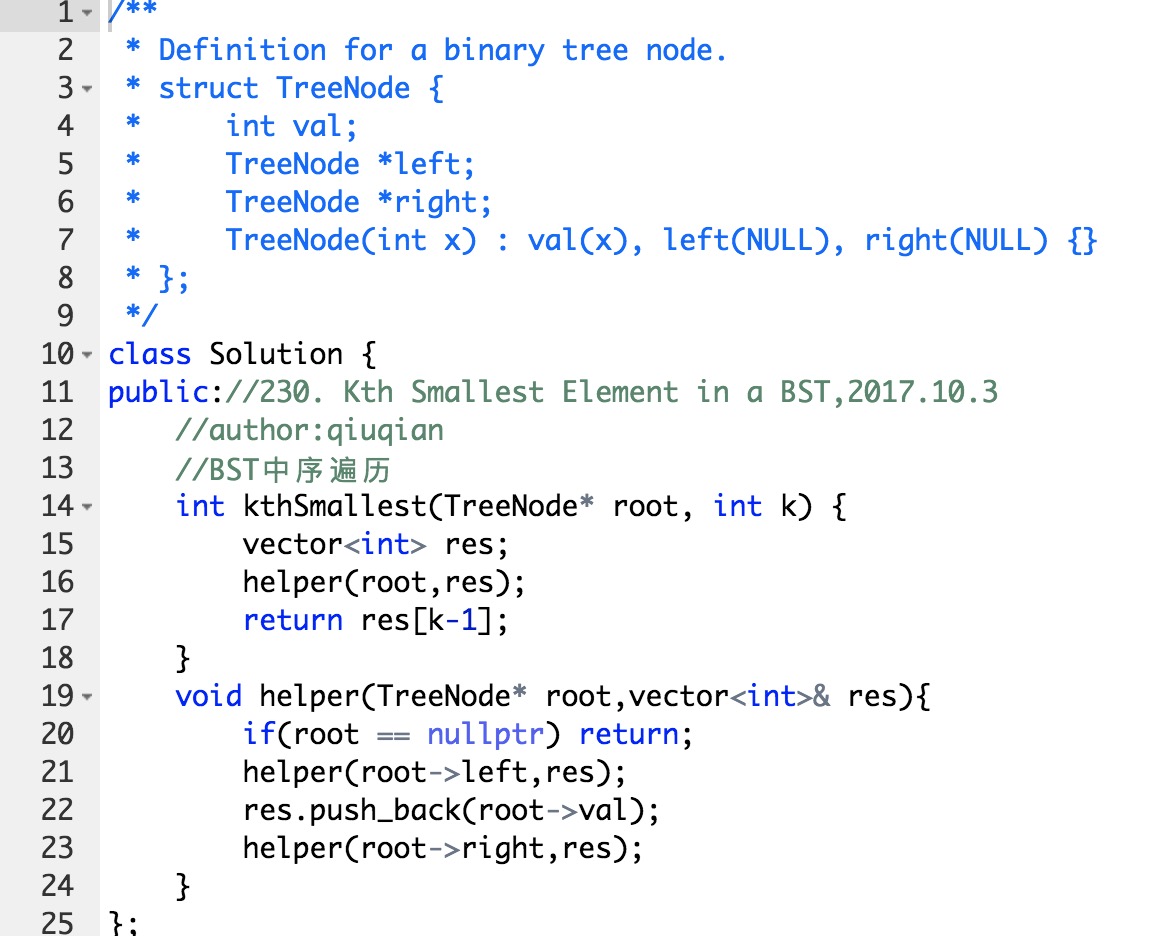 1 /**
2 * Definition for a binary tree node.
3 * struct TreeNode {
4 *     int val;
5 *     TreeNode *left;
6 *     TreeNode *right;
7 *     TreeNode(int x) : val(x), left(NULL), right(NULL) {}
8 * };
9 */
10 class Solution {
11 public://230. Kth Smallest Element in a BST,2017.10.3
12     //author:qiuqian
13     //BST中序遍历
14     int kthSmallest(TreeNode* root, int k) {
15         vector<int> res;
16         helper(root,res);
17         return res[k-1];
18     }
19     void helper(TreeNode* root,vector<int>& res){
20         if(root == nullptr) return;
21         helper(root->left,res);
22         res.push_back(root->val);
23         helper(root->right,res);
24     }
25 };